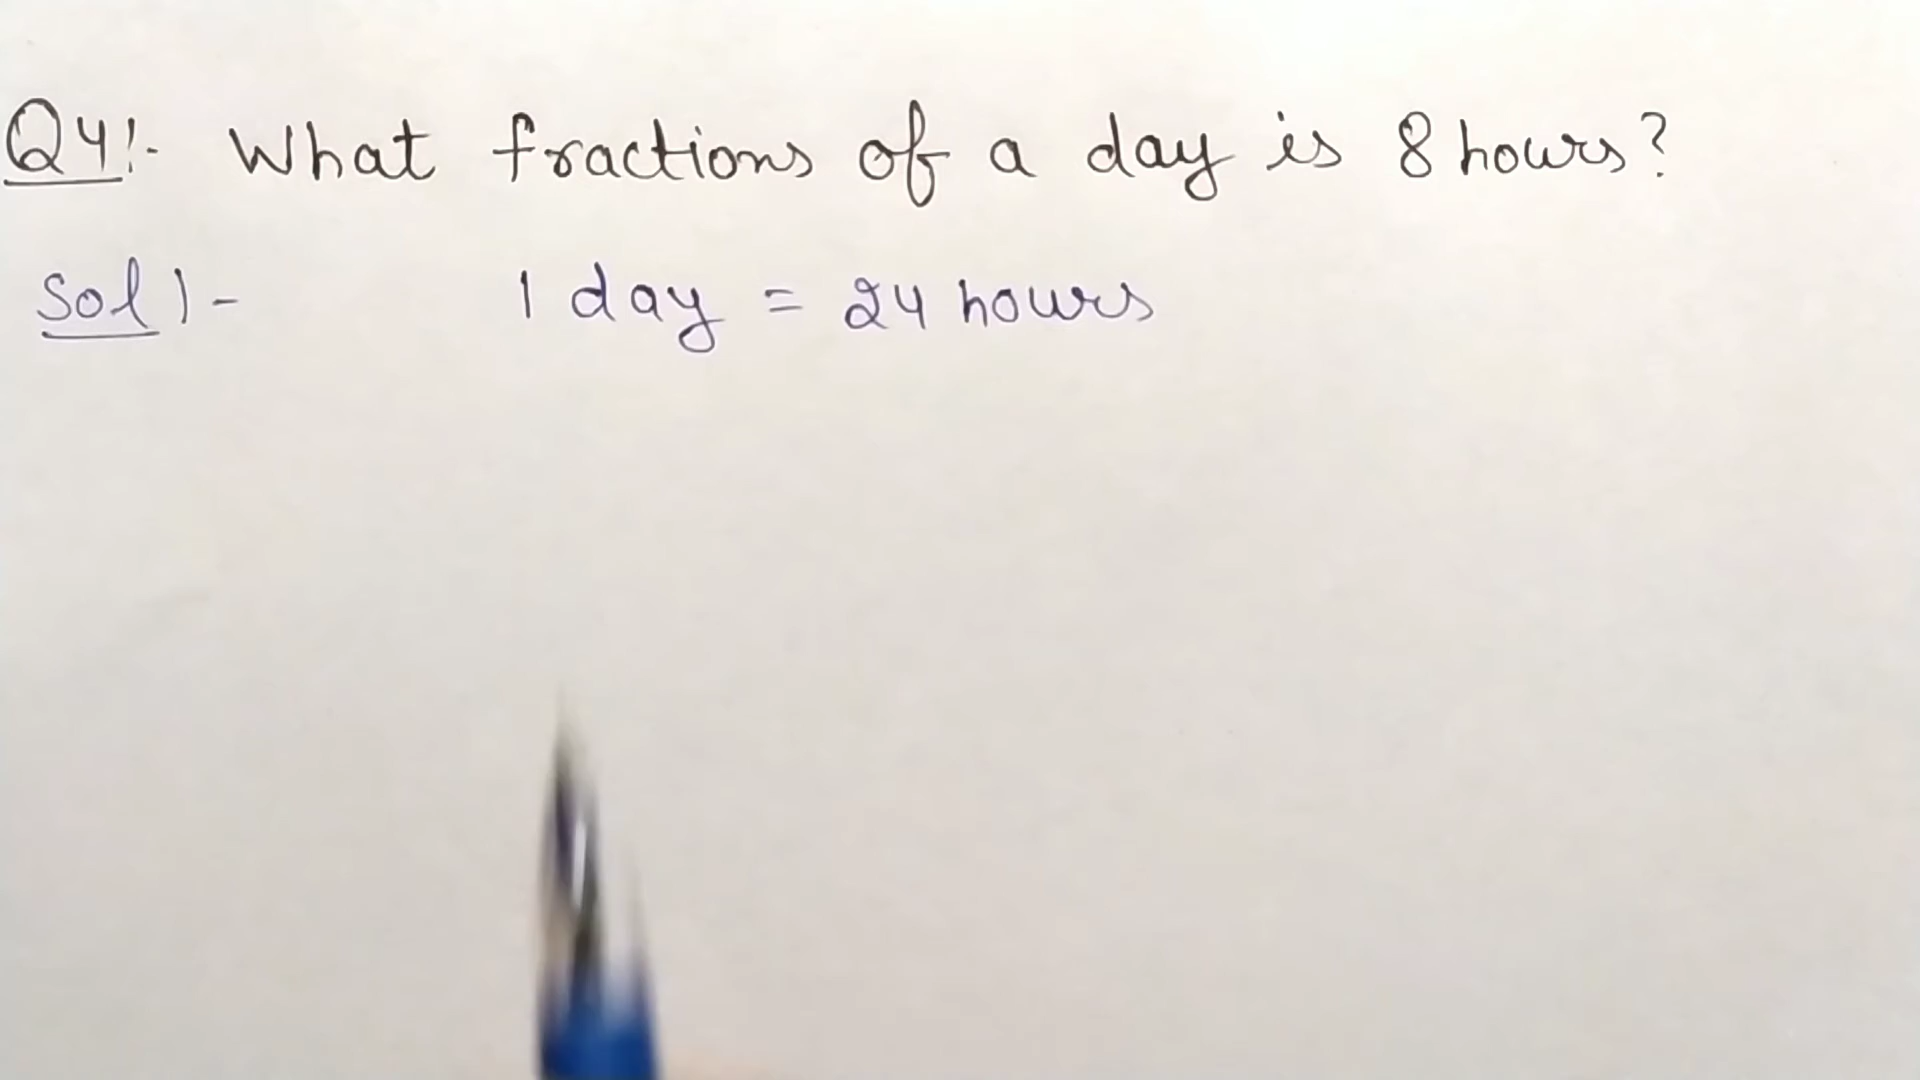 Q4!- What fractions of a day is 8 hours?
Sol)- 1 day = 24 hours